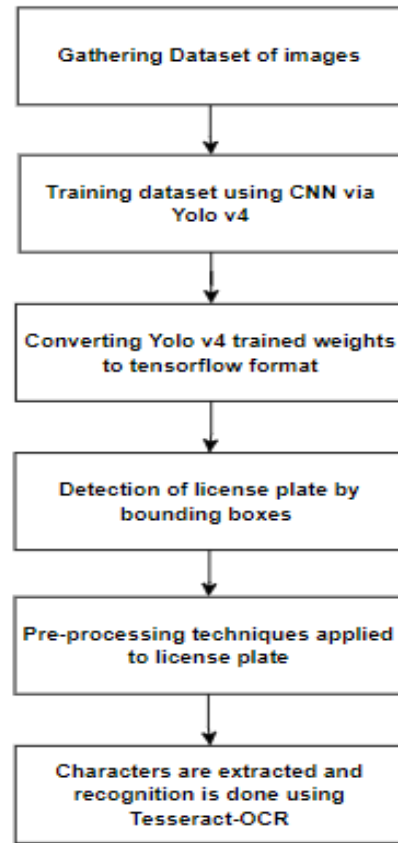 Gathering Dataset of images
Training dataset using CNN via
Yolo v4
Converting Yolo v4 trained weights
to tensorflow format
Detection of license plate by
bounding boxes
Pre-processing techniques applied
to license plate
Characters are extracted and
recognition is done using
Tesseract-OCR